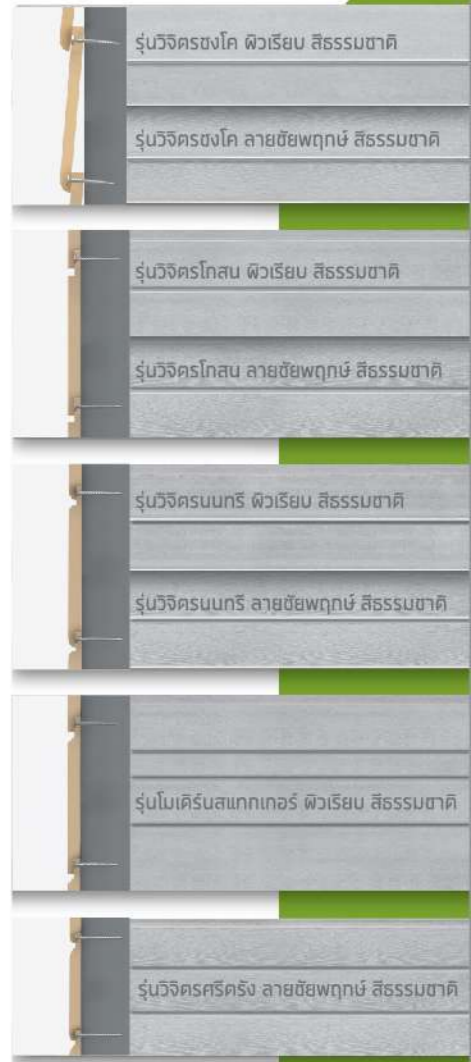 รุ่นวิจิตรชงโค ผิวเรียบ สีธรรมชาติ
รุ่นวิจิตรชงโค ลายชัยพฤกษ์ สีธรรมชาติ
รุ่นวิจิตรโกสน ผิวเรียบ สีธรรมชาติ
รุ่นวิจิตรโกสน ลายชัยพฤกษ์ สีธรรมชาติ
รุ่นวิจิตรนนทรี ผิวเรียบ สีธรรมชาติ
รุ่นวิจิตรนนทรี ลายชัยพฤกษ์ สีธรรมชาติ
รุ่นโมเดิร์นสแทกเกอร์ ผิวเรียบ สีธรรมชาติ
รุ่นวิจิตรศรีตรัง ลายชัยพฤกษ์ สีธรรมชาติ